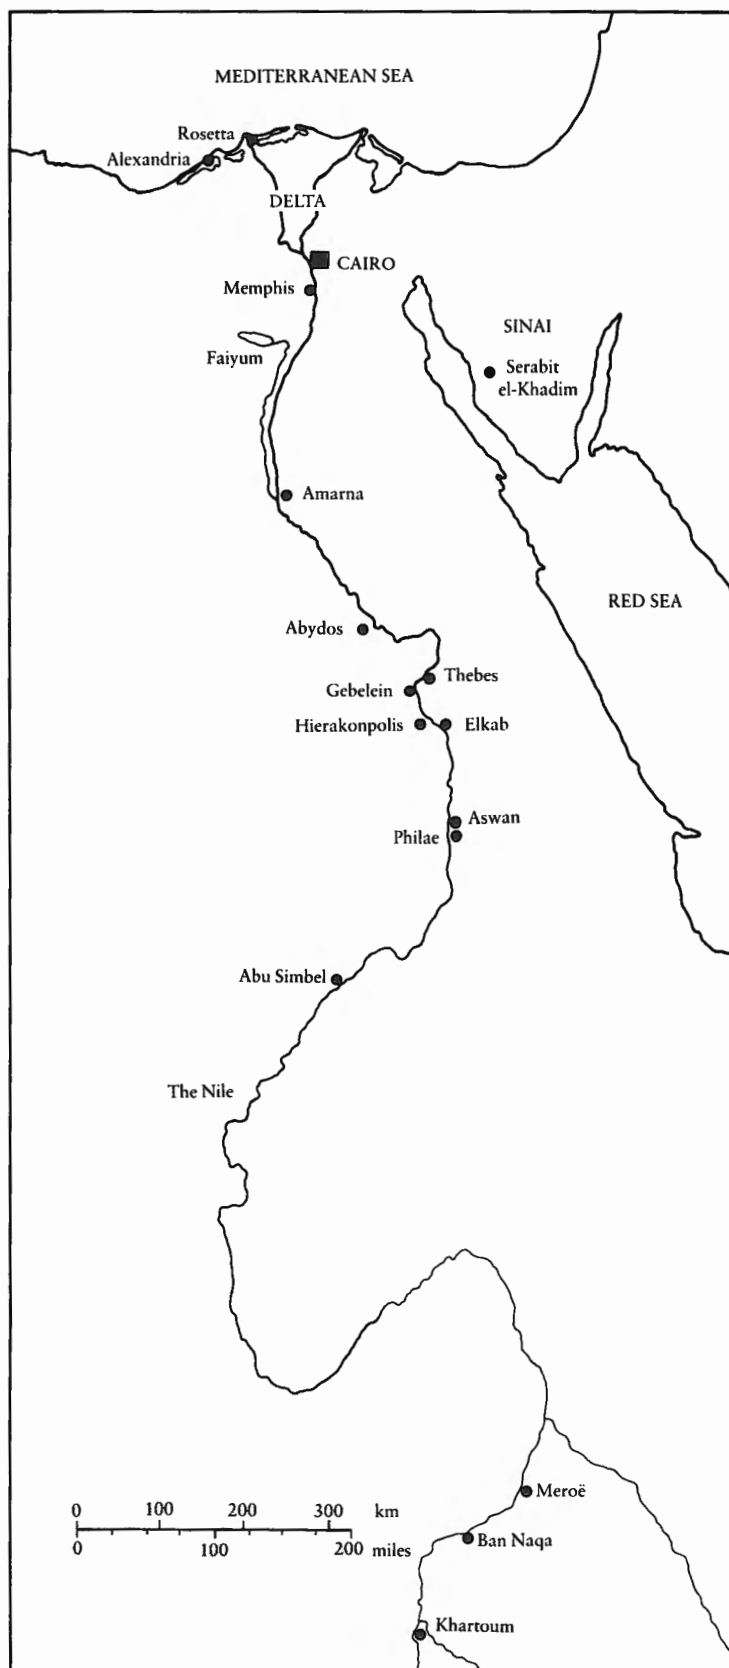 MEDITERRANEAN SEA
Rosetta
Alexandria
DELTA
CAIRO
Memphis
SINAI
Faiyum
Serabit
el-Khadim
Amarna
RED SEA
Abydos
Thebes
Gebelein
Hierakonpolis
Elkab
Aswan
Philae
Abu Simbel
The Nile
Meroë
0 100 200 300 km
0 100 200 miles
Ban Naqa
Khartoum